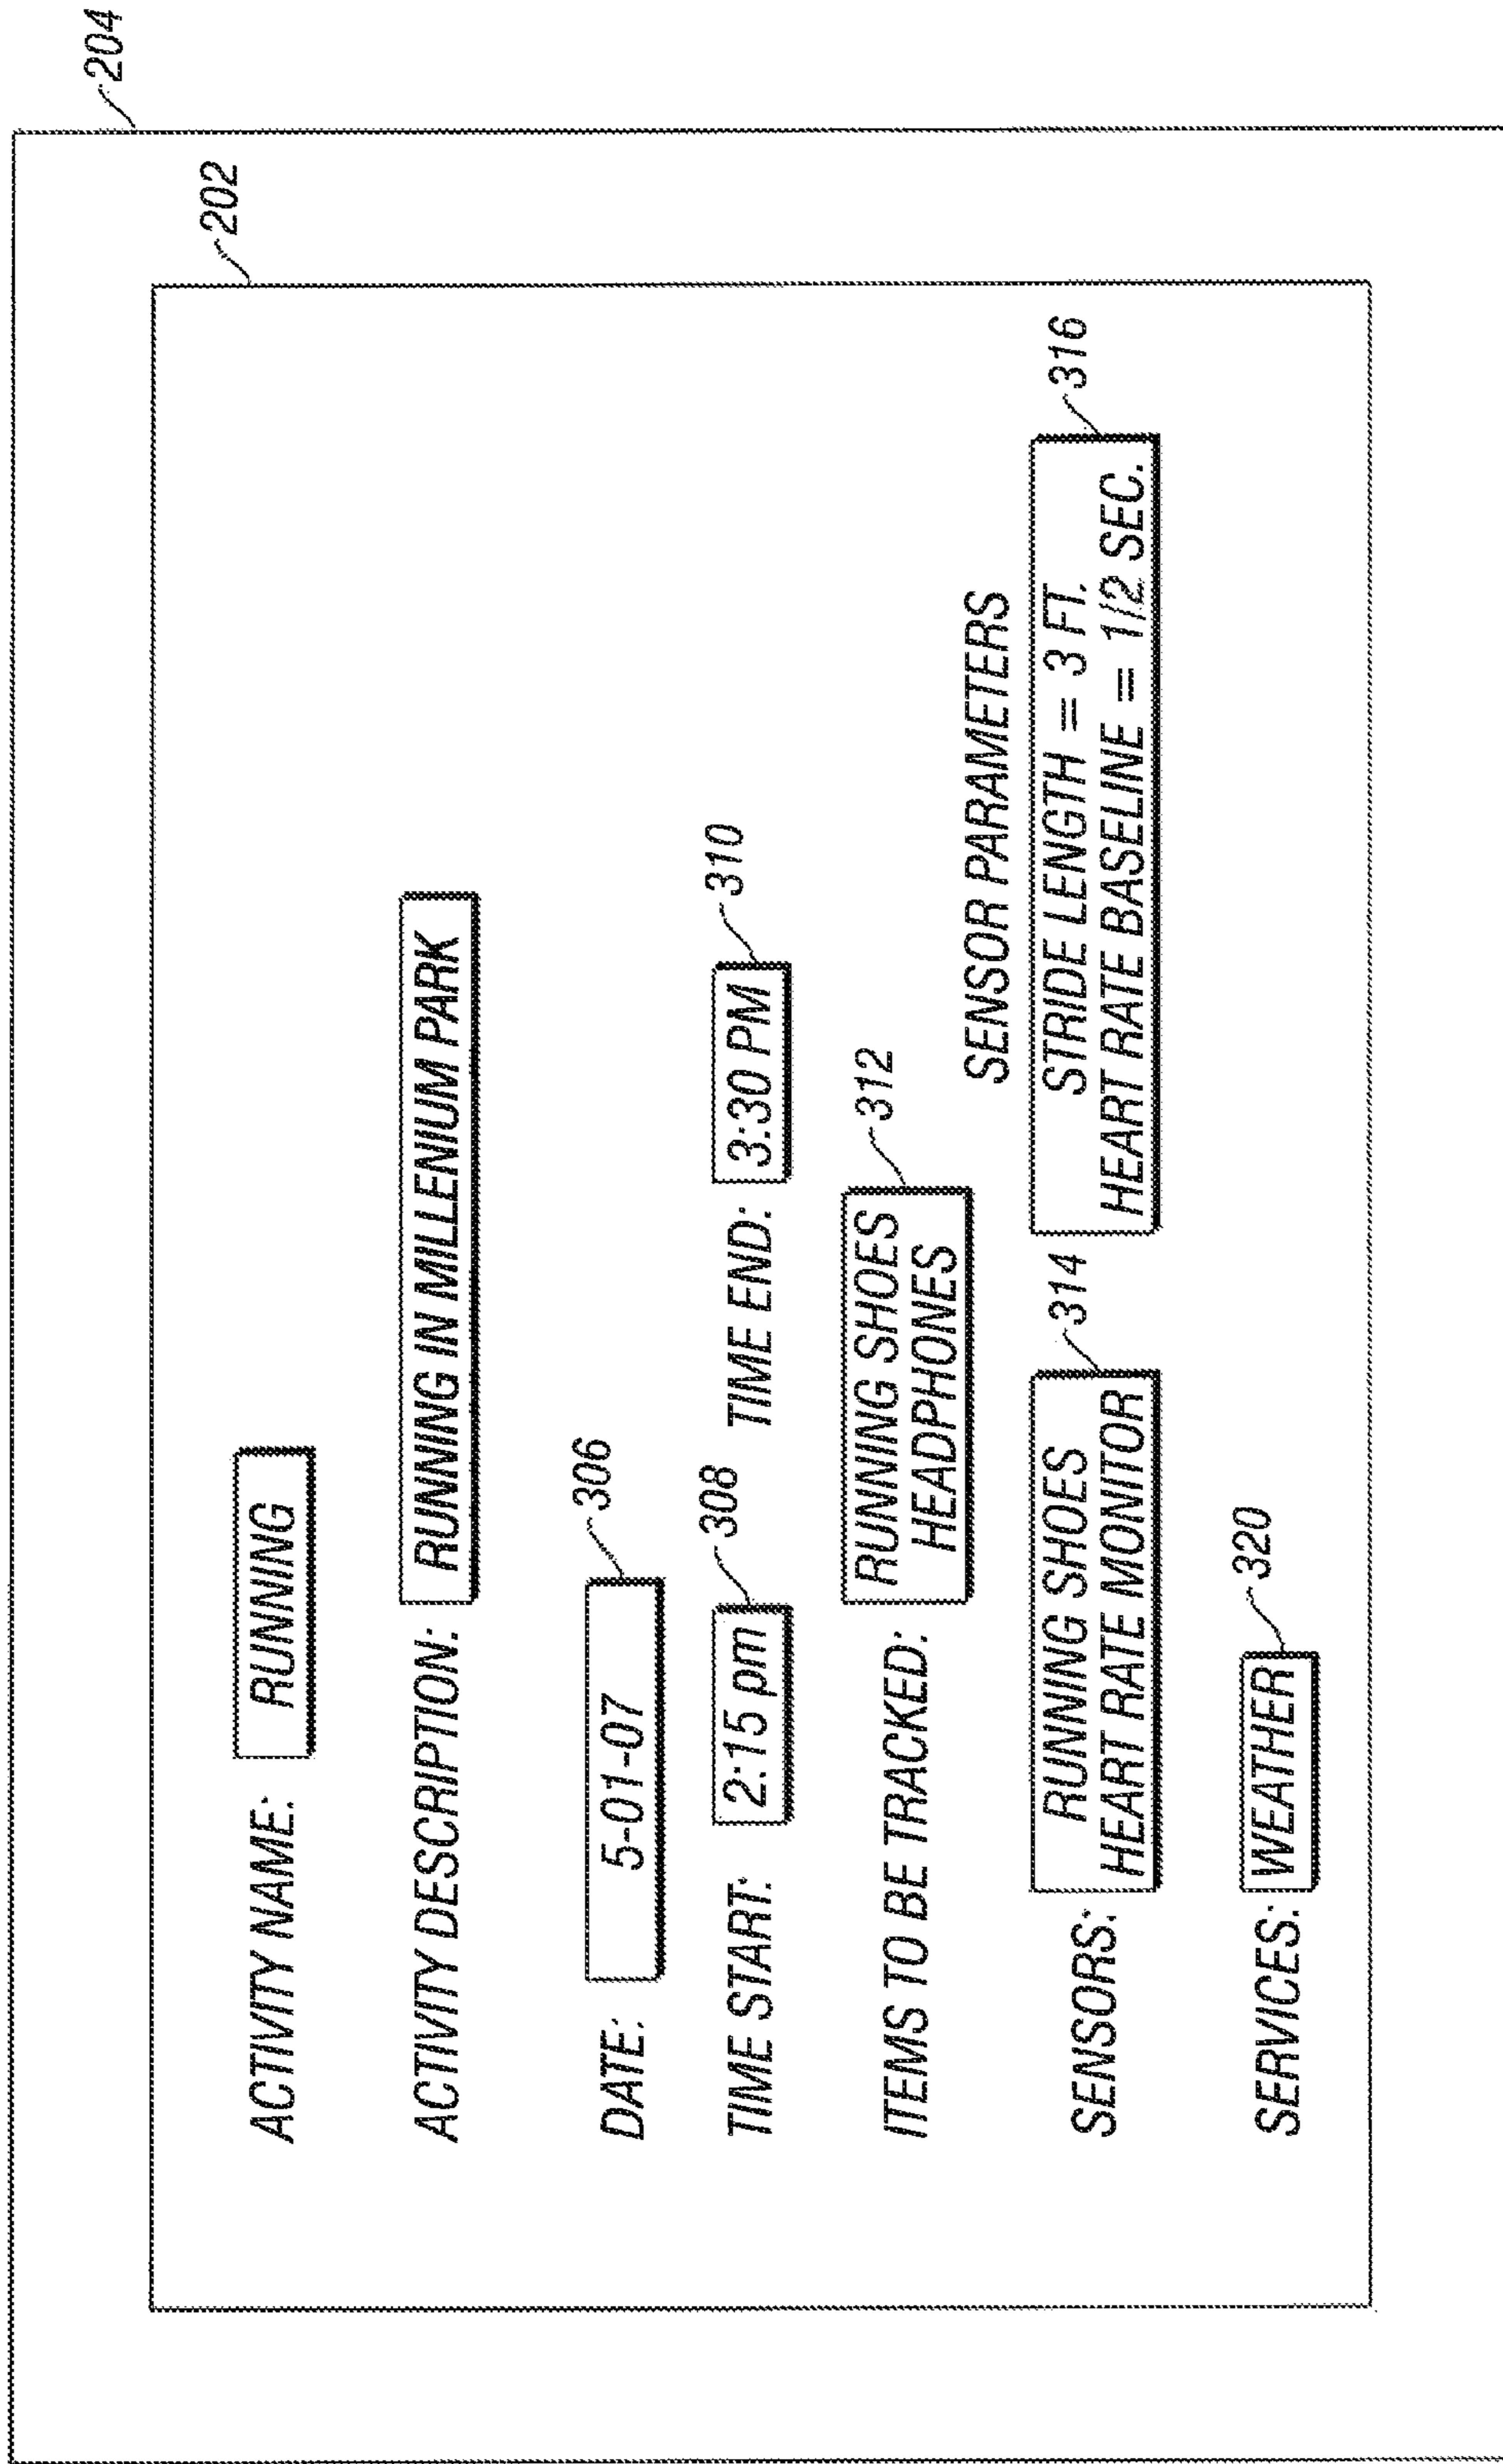 204
202
ACTIVITY NAME: RUNNING
ACTIVITY DESCRIPTION: RUNNING IN MILLENIUM PARK
DATE: 5-01-07 306
TIME START: 2:15 pm 308 TIME END: 3:30 PM 310
ITEMS TO BE TRACKED: RUNNING SHOES 312
HEADPHONES
SENSOR PARAMETERS
SENSORS: RUNNING SHOES 314 STRIDE LENGTH = 3 FT. 316
HEART RATE MONITOR HEART RATE BASELINE = 1/2 SEC.
SERVICES: WEATHER 320